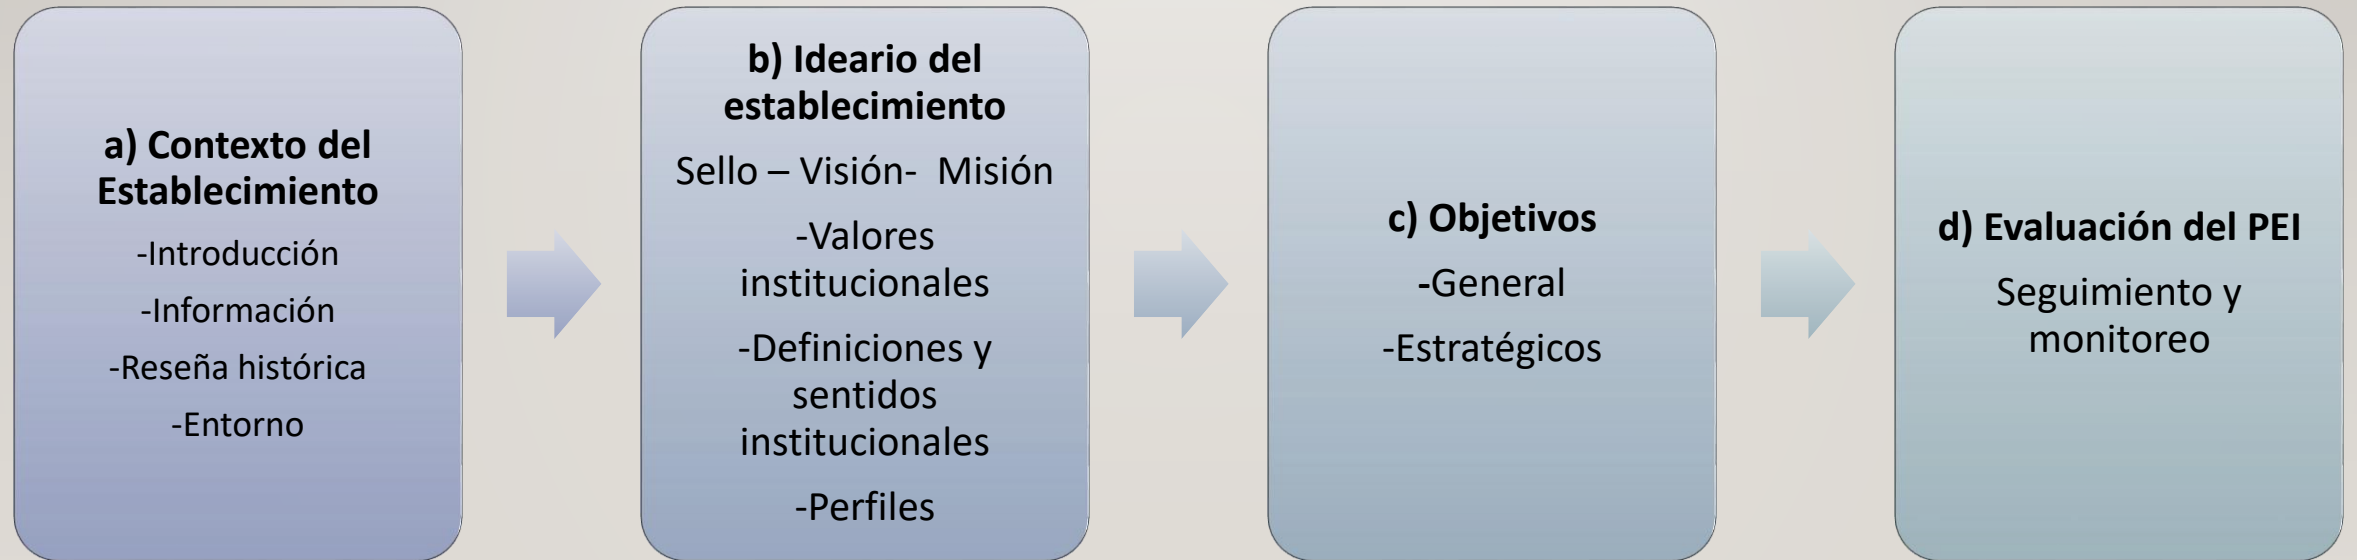 a) Contexto del
Establecimiento
-Introducción
-Información
-Reseña histórica
-Entorno
b) Ideario del
establecimiento
Sello – Visión- Misión
-Valores
institucionales
-Definiciones y
sentidos
institucionales
-Perfiles
c) Objetivos
-General
-Estratégicos
d) Evaluación del PEI
Seguimiento y
monitoreo